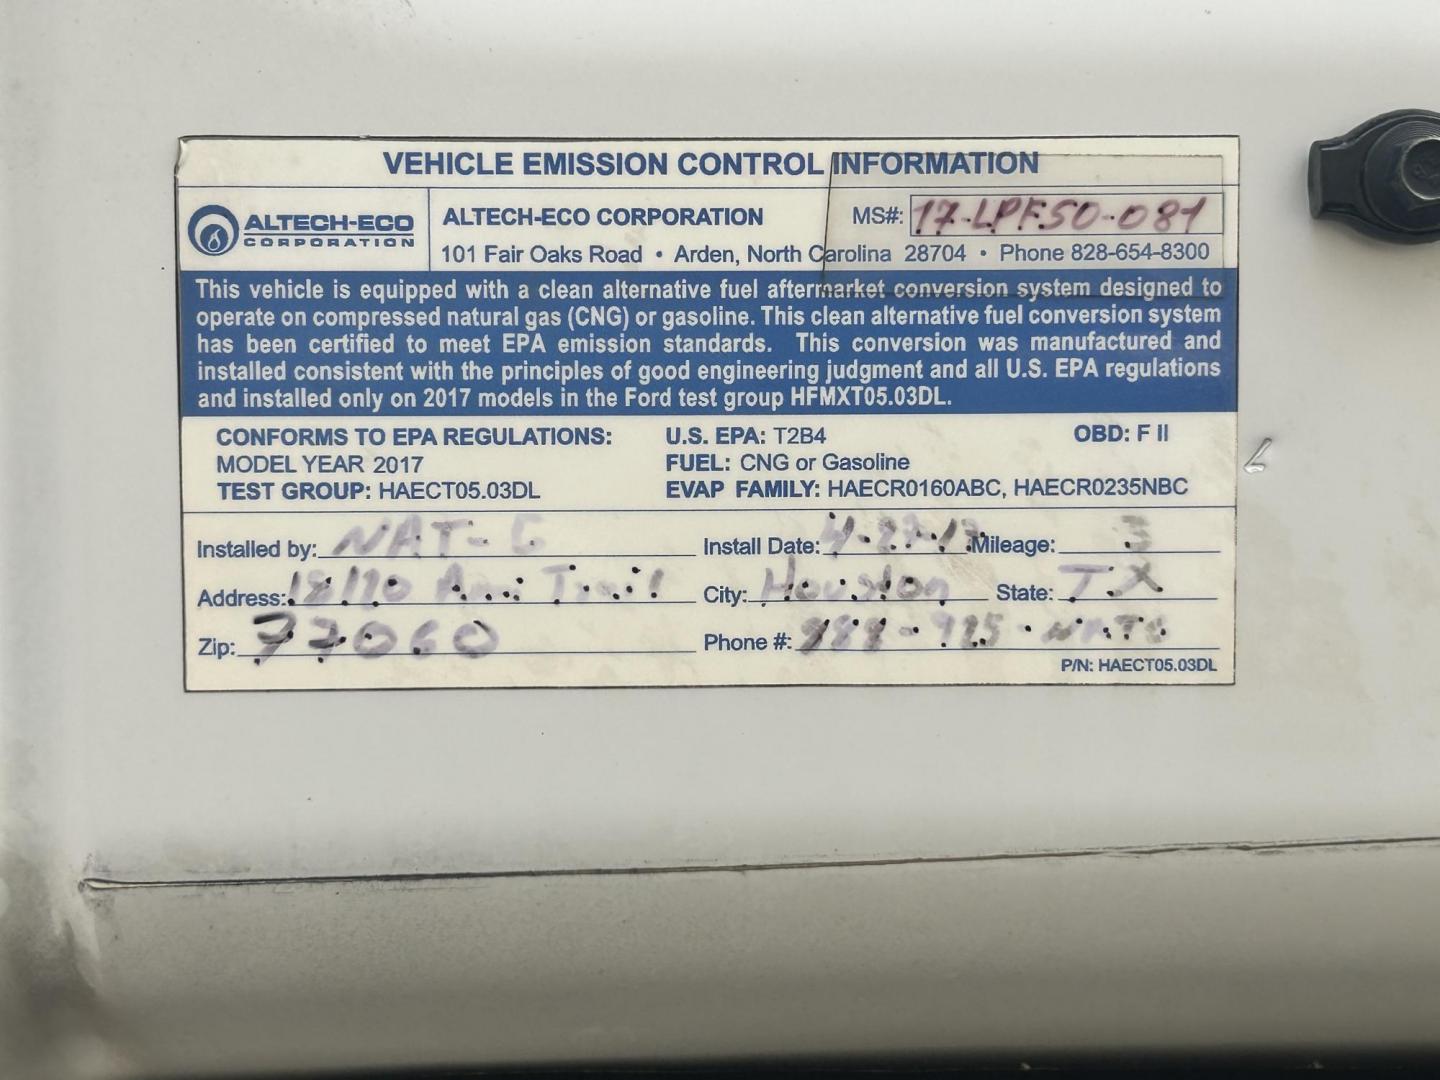 VEHICLE EMISSION CONTROL INFORMATION
ALTECH-ECO
CORPORATION
ALTECH-ECO CORPORATION MS#: 17-LPF50-081
101 Fair Oaks Road • Arden, North Carolina 28704 • Phone 828-654-8300
This vehicle is equipped with a clean alternative fuel aftermarket conversion system designed to
operate on compressed natural gas (CNG) or gasoline. This clean alternative fuel conversion system
has been certified to meet EPA emission standards. This conversion was manufactured and
installed consistent with the principles of good engineering judgment and all U.S. EPA regulations
and installed only on 2017 models in the Ford test group HFMXT05.03DL.
CONFORMS TO EPA REGULATIONS: U.S. EPA: T2B4 OBD: F II
MODEL YEAR 2017 FUEL: CNG or Gasoline
TEST GROUP: HAECT05.03DL EVAP FAMILY: HAECR0160ABC, HAECR0235NBC
Installed by: NAT-G Install Date: 4-27-17 Mileage: 3
Address: 18110 Ami Trail City: Houston State: TX
Zip: 77060 Phone #:
P/N: HAECT05.03DL